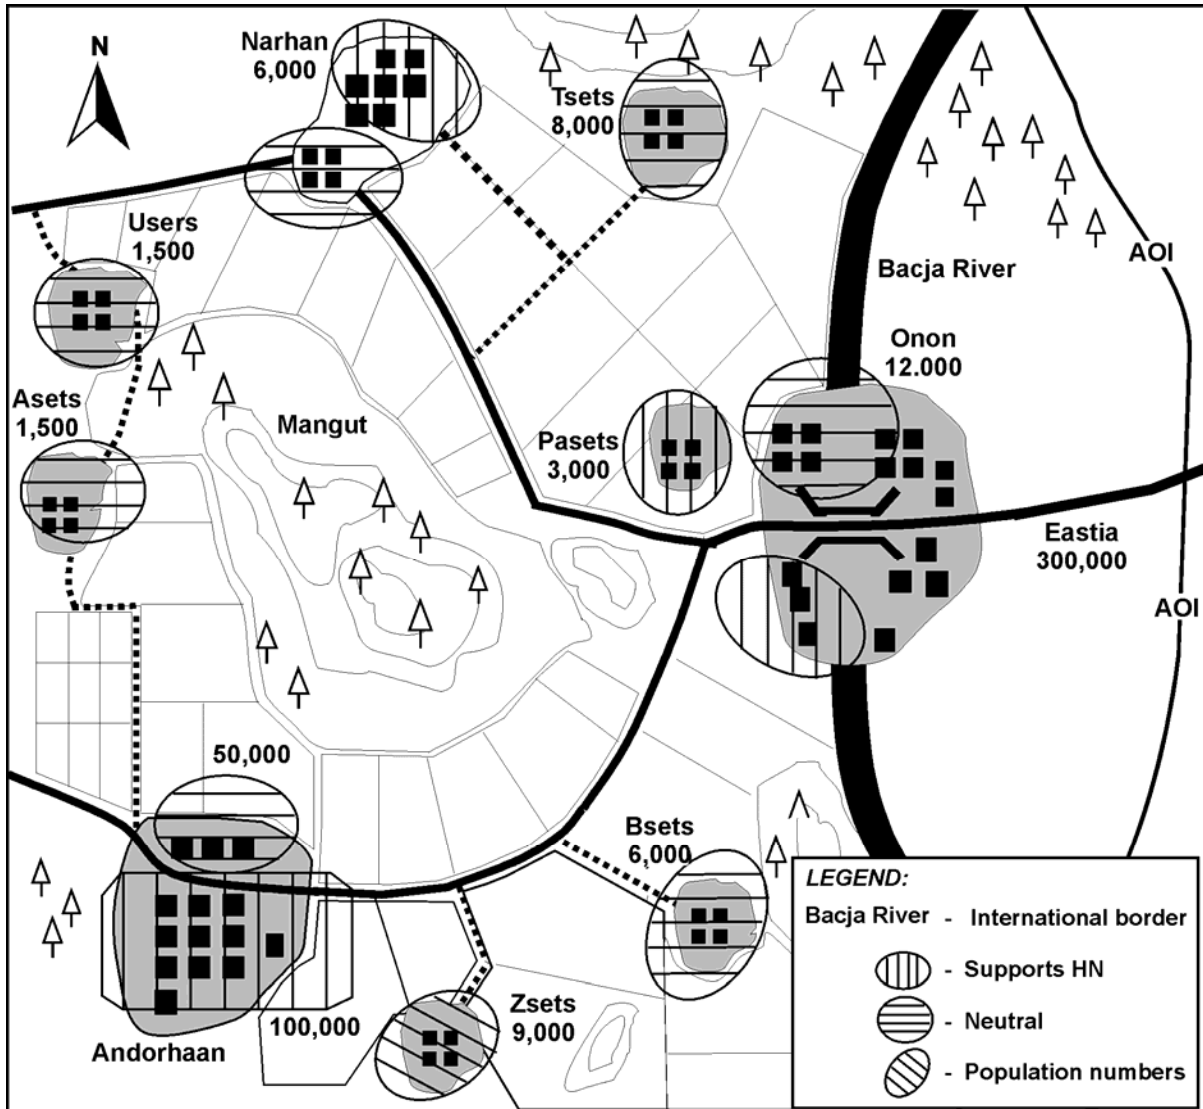 N
Narhan
6,000
Tsets
8,000
Users
1,500
Bacja River
AOI
Onon
12.000
Asets
1,500
Mangut
Pasets
3,000
Eastia
300,000
AOI
50,000
Bsets
6,000
Zsets
9,000
100,000
Andorhaan
LEGEND:
Bacja River - International border
- Supports HN
- Neutral
- Population numbers